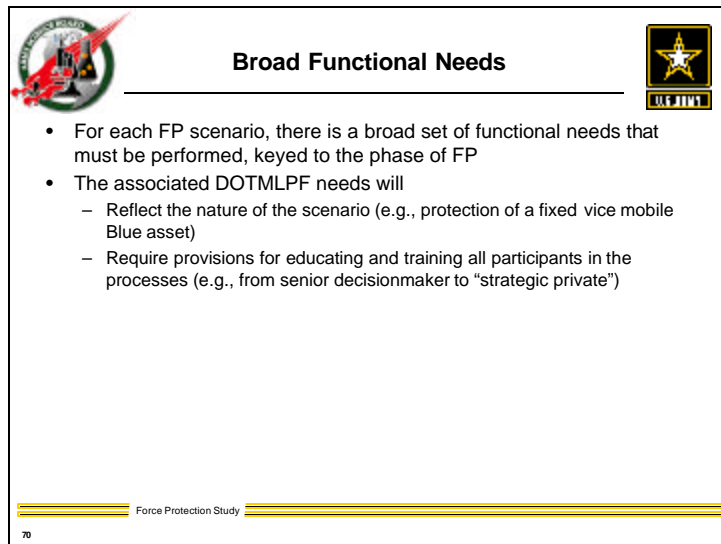 Broad Functional Needs
U.S. ARMY
• For each FP scenario, there is a broad set of functional needs that
must be performed, keyed to the phase of FP
• The associated DOTMLPF needs will
– Reflect the nature of the scenario (e.g., protection of a fixed vice mobile
Blue asset)
– Require provisions for educating and training all participants in the
processes (e.g., from senior decisionmaker to “strategic private”)
Force Protection Study
70